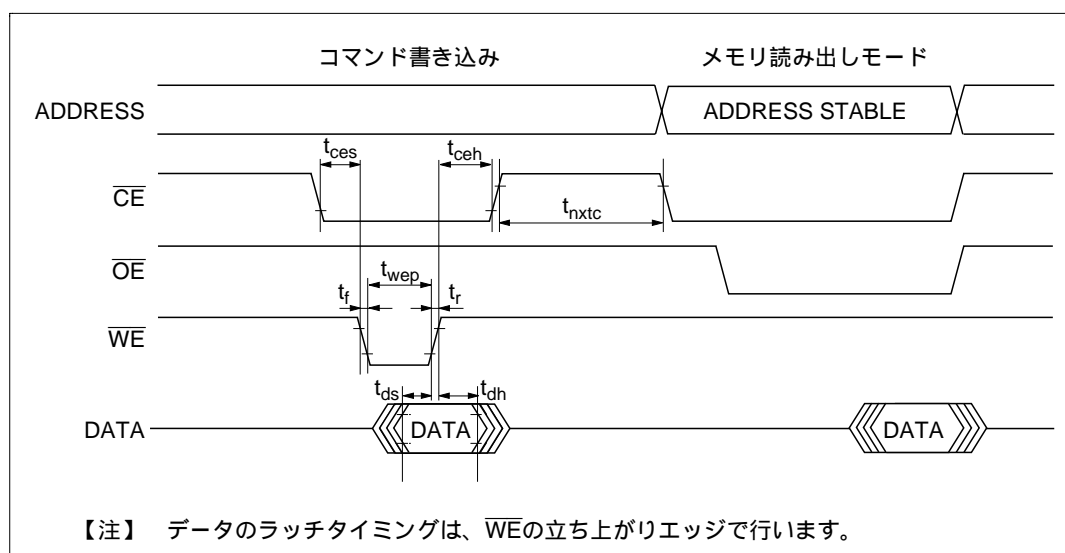 コマンド書き込み メモリ読み出しモード
ADDRESS ADDRESS STABLE
tces tceh
CE
tnxtc
OE
twep
tf tr
WE
tds tdh
DATA DATA DATA
【注】 データのラッチタイミングは、WEの立ち上がりエッジで行います。